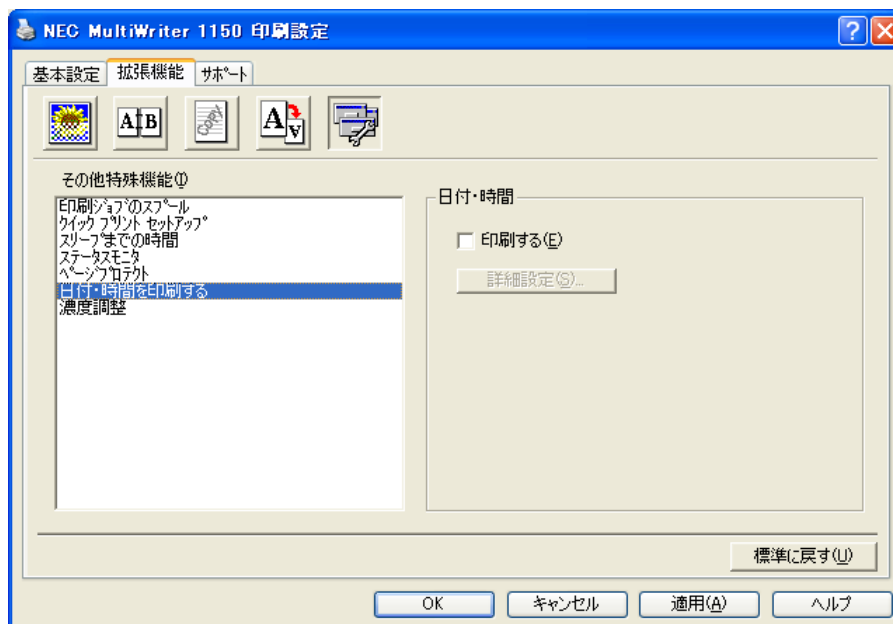 NEC MultiWriter 1150 印刷設定
基本設定 拡張機能 ｻﾎﾟｰﾄ
A B COPY A A
その他特殊機能(I)
印刷ｼﾞｮﾌﾞのｽﾌﾟｰﾙ
ｸｲｯｸ ﾌﾟﾘﾝﾄ ｾｯﾄｱｯﾌﾟ
ｽﾘｰﾌﾟまでの時間
ｽﾃｰﾀｽﾓﾆﾀ
ﾍﾟｰｼﾞﾌﾟﾛﾃｸﾄ
日付・時間を印刷する
濃度調整
日付・時間
印刷する(E)
詳細設定(S)...
標準に戻す(U)
OK キャンセル 適用(A) ヘルプ